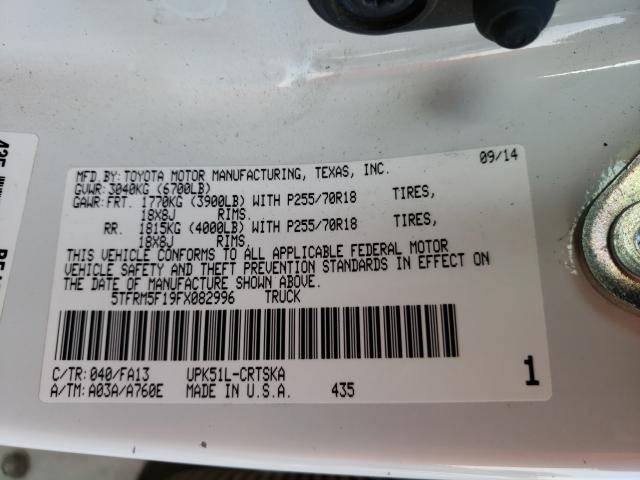 MFD.BY:TOYOTA MOTOR MANUFACTURING, TEXAS, INC. 09/14
GVWR:3040KG (6700LB)
GAWR:FRT. 1770KG (3900LB) WITH P255/70R18 TIRES,
18X8J RIMS.
RR. 1815KG (4000LB) WITH P255/70R18 TIRES,
18X8J RIMS.
THIS VEHICLE CONFORMS TO ALL APPLICABLE FEDERAL MOTOR
VEHICLE SAFETY AND THEFT PREVENTION STANDARDS IN EFFECT ON
THE DATE OF MANUFACTURE SHOWN ABOVE.
5TFRM5F19FX082996 TRUCK
C/TR:040/FA13 UPK51L-CRTSKA
A/TM:A03A/A760E MADE IN U.S.A. 435 1